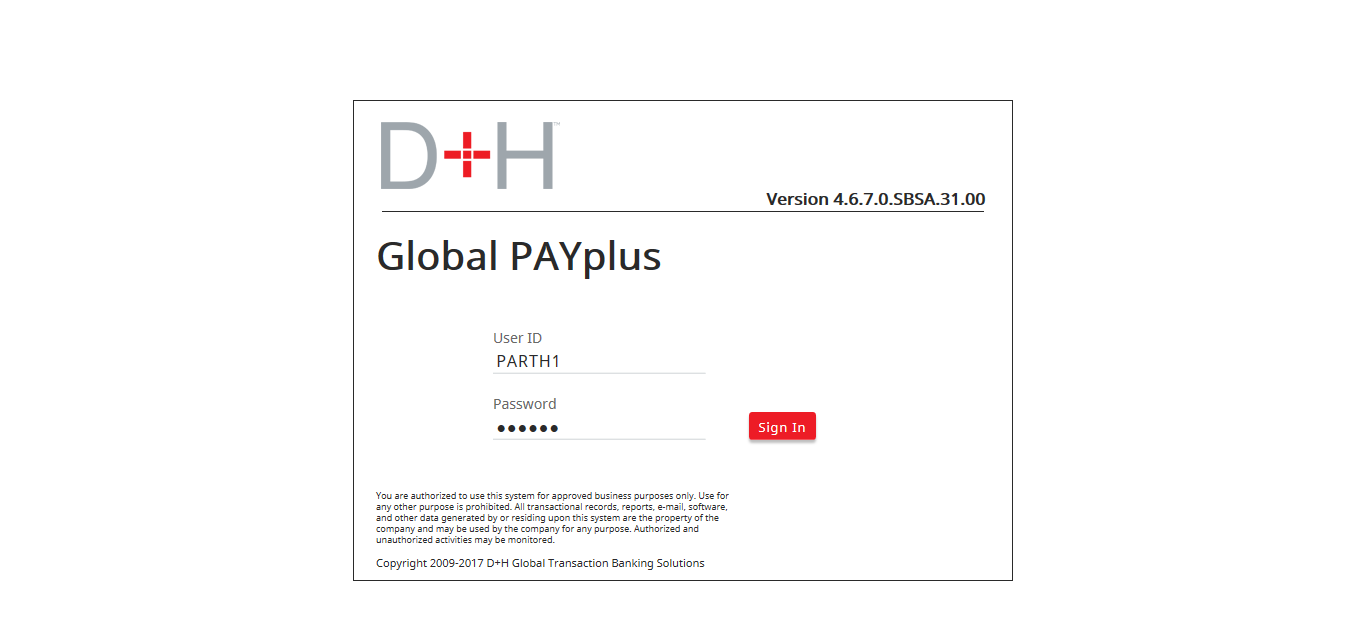 D+H™
Version 4.6.7.0.SBSA.31.00
Global PAYplus
User ID
PARTH1
Password
●●●●●●
Sign In
You are authorized to use this system for approved business purposes only. Use for
any other purpose is prohibited. All transactional records, reports, e-mail, software,
and other data generated by or residing upon this system are the property of the
company and may be used by the company for any purpose. Authorized and
unauthorized activities may be monitored.
Copyright 2009-2017 D+H Global Transaction Banking Solutions